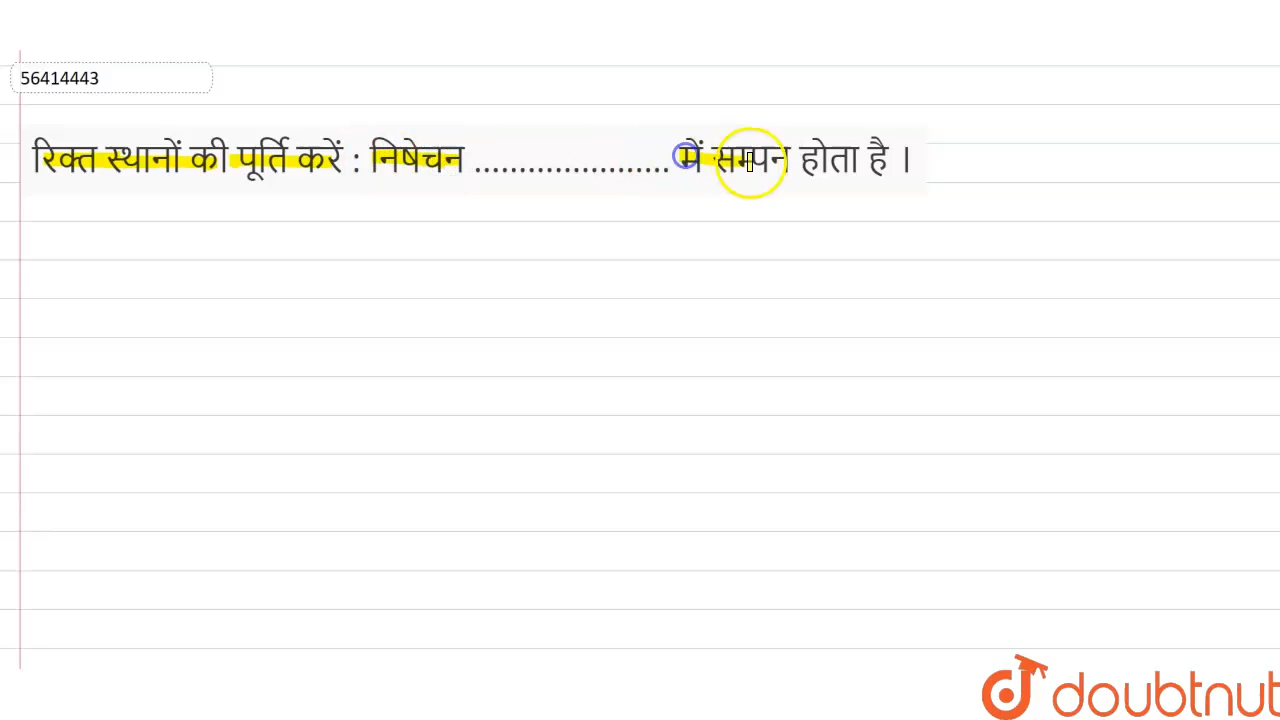 56414443
रिक्त स्थानों की पूर्ति करें : निषेचन ...................... में सम्पन होता है ।
doubtnut